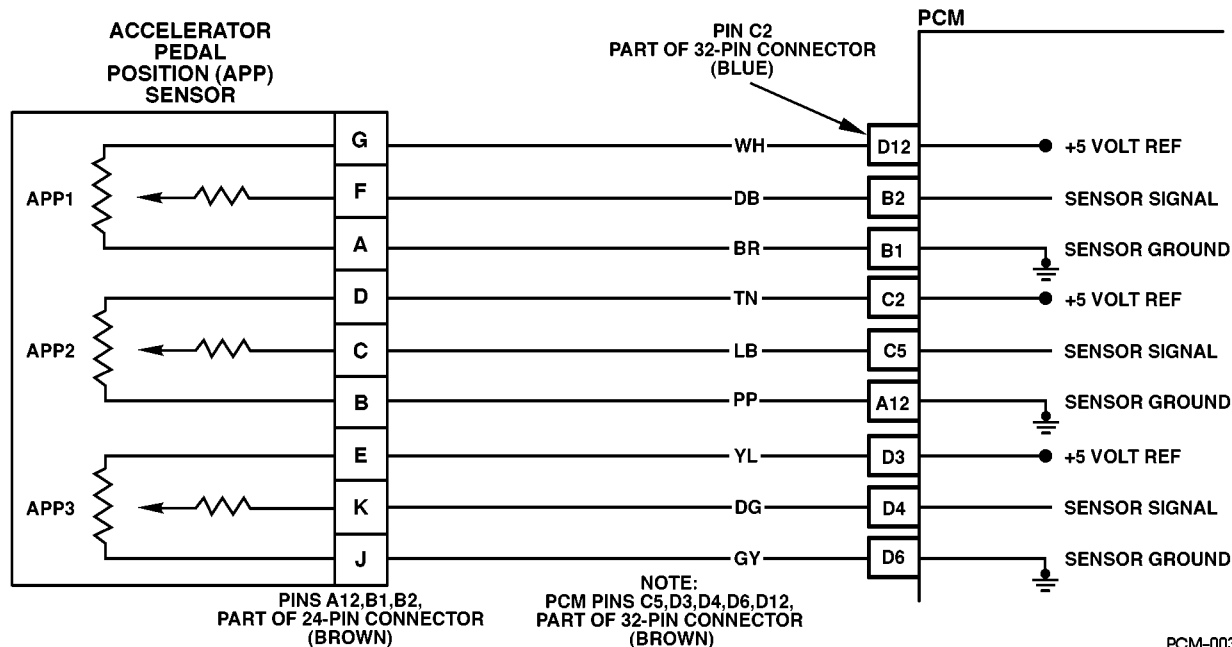 PCM
ACCELERATOR
PEDAL
POSITION (APP)
SENSOR
PIN C2
PART OF 32-PIN CONNECTOR
(BLUE)
G WH D12 +5 VOLT REF
APP1 F DB B2 SENSOR SIGNAL
A BR B1 SENSOR GROUND
D TN C2 +5 VOLT REF
APP2 C LB C5 SENSOR SIGNAL
B PP A12 SENSOR GROUND
E YL D3 +5 VOLT REF
APP3 K DG D4 SENSOR SIGNAL
J GY D6 SENSOR GROUND
PINS A12,B1,B2,
PART OF 24-PIN CONNECTOR
(BROWN)
NOTE:
PCM PINS C5,D3,D4,D6,D12,
PART OF 32-PIN CONNECTOR
(BROWN)
PCM-003